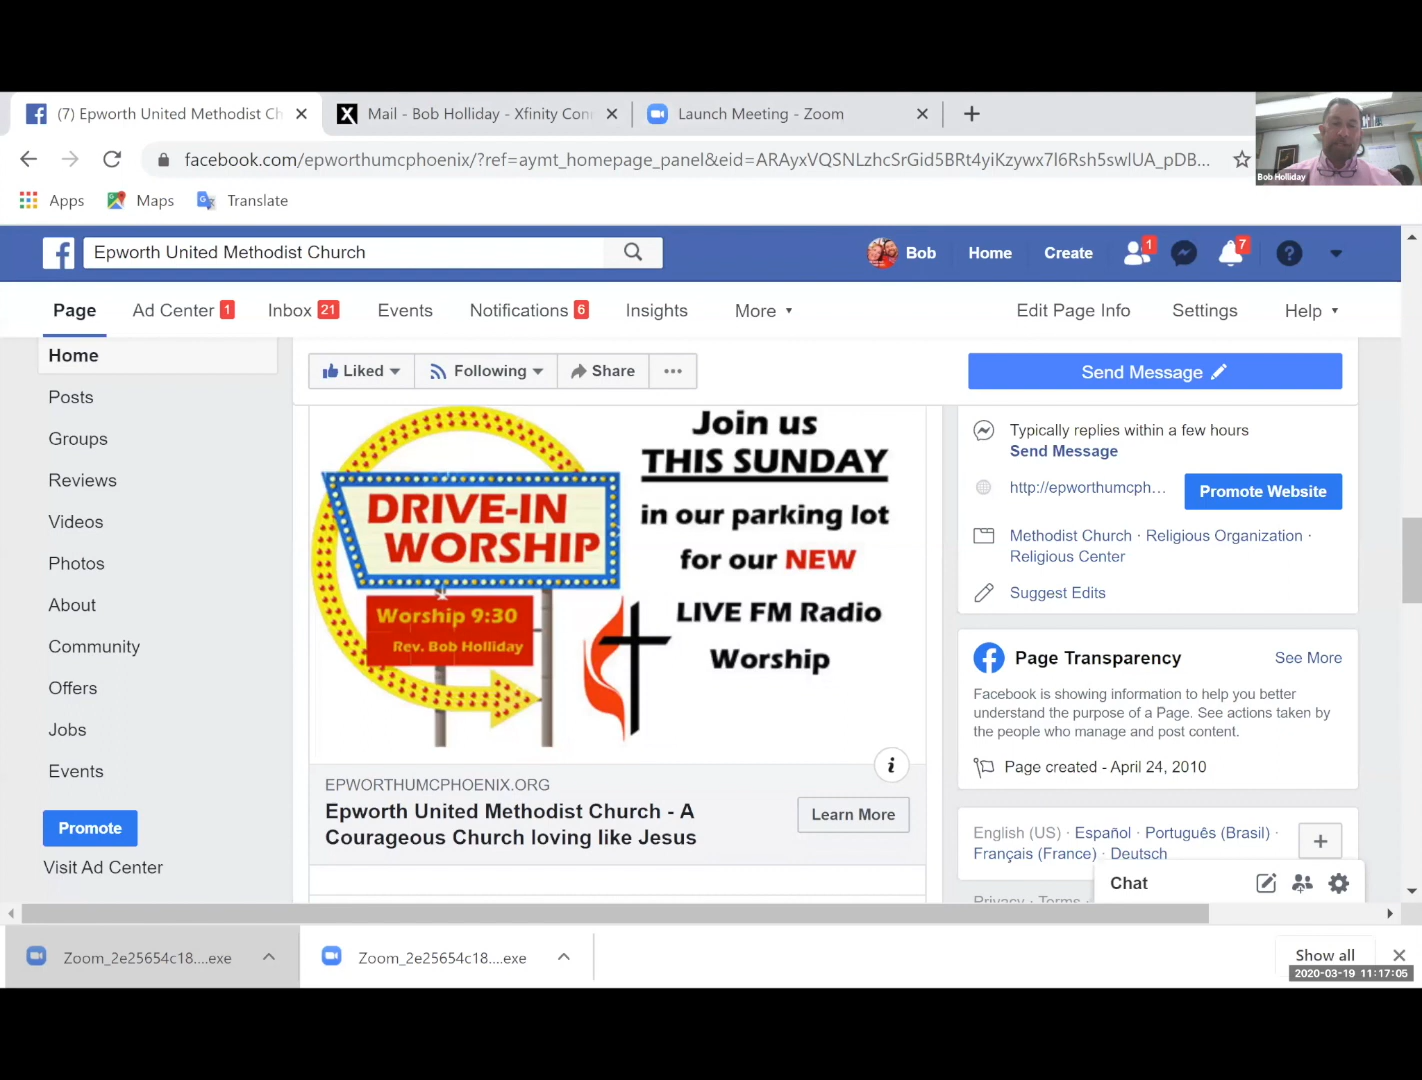 (7) Epworth United Methodist Ch
Mail - Bob Holliday - Xfinity Con
Launch Meeting - Zoom
facebook.com/epworthumcphoenix/?ref=aymt_homepage_panel&eid=ARAyxVQSNLzhcSrGid5BRt4yiKzywx7l6Rsh5swlUA_pDB...
Bob Holliday
Apps Maps Translate
Epworth United Methodist Church
Bob Home Create 1 7
Page Ad Center 1 Inbox 21 Events Notifications 6 Insights More Edit Page Info Settings Help
Home
Posts
Groups
Reviews
Videos
Photos
About
Community
Offers
Jobs
Events
Promote
Visit Ad Center
Liked Following Share ...
Send Message
DRIVE-IN
WORSHIP
Worship 9:30
Rev. Bob Holliday
Join us
THIS SUNDAY
in our parking lot
for our NEW
LIVE FM Radio
Worship
EPWORTHUMCPHOENIX.ORG
Epworth United Methodist Church - A
Courageous Church loving like Jesus
Learn More
Typically replies within a few hours
Send Message
http://epworthumcph...
Promote Website
Methodist Church · Religious Organization ·
Religious Center
Suggest Edits
Page Transparency
See More
Facebook is showing information to help you better
understand the purpose of a Page. See actions taken by
the people who manage and post content.
Page created - April 24, 2010
English (US) · Español · Português (Brasil) ·
Français (France) · Deutsch
Privacy · Terms ·
Chat
Zoom_2e25654c18....exe
Zoom_2e25654c18....exe
Show all
2020-03-19 11:17:05